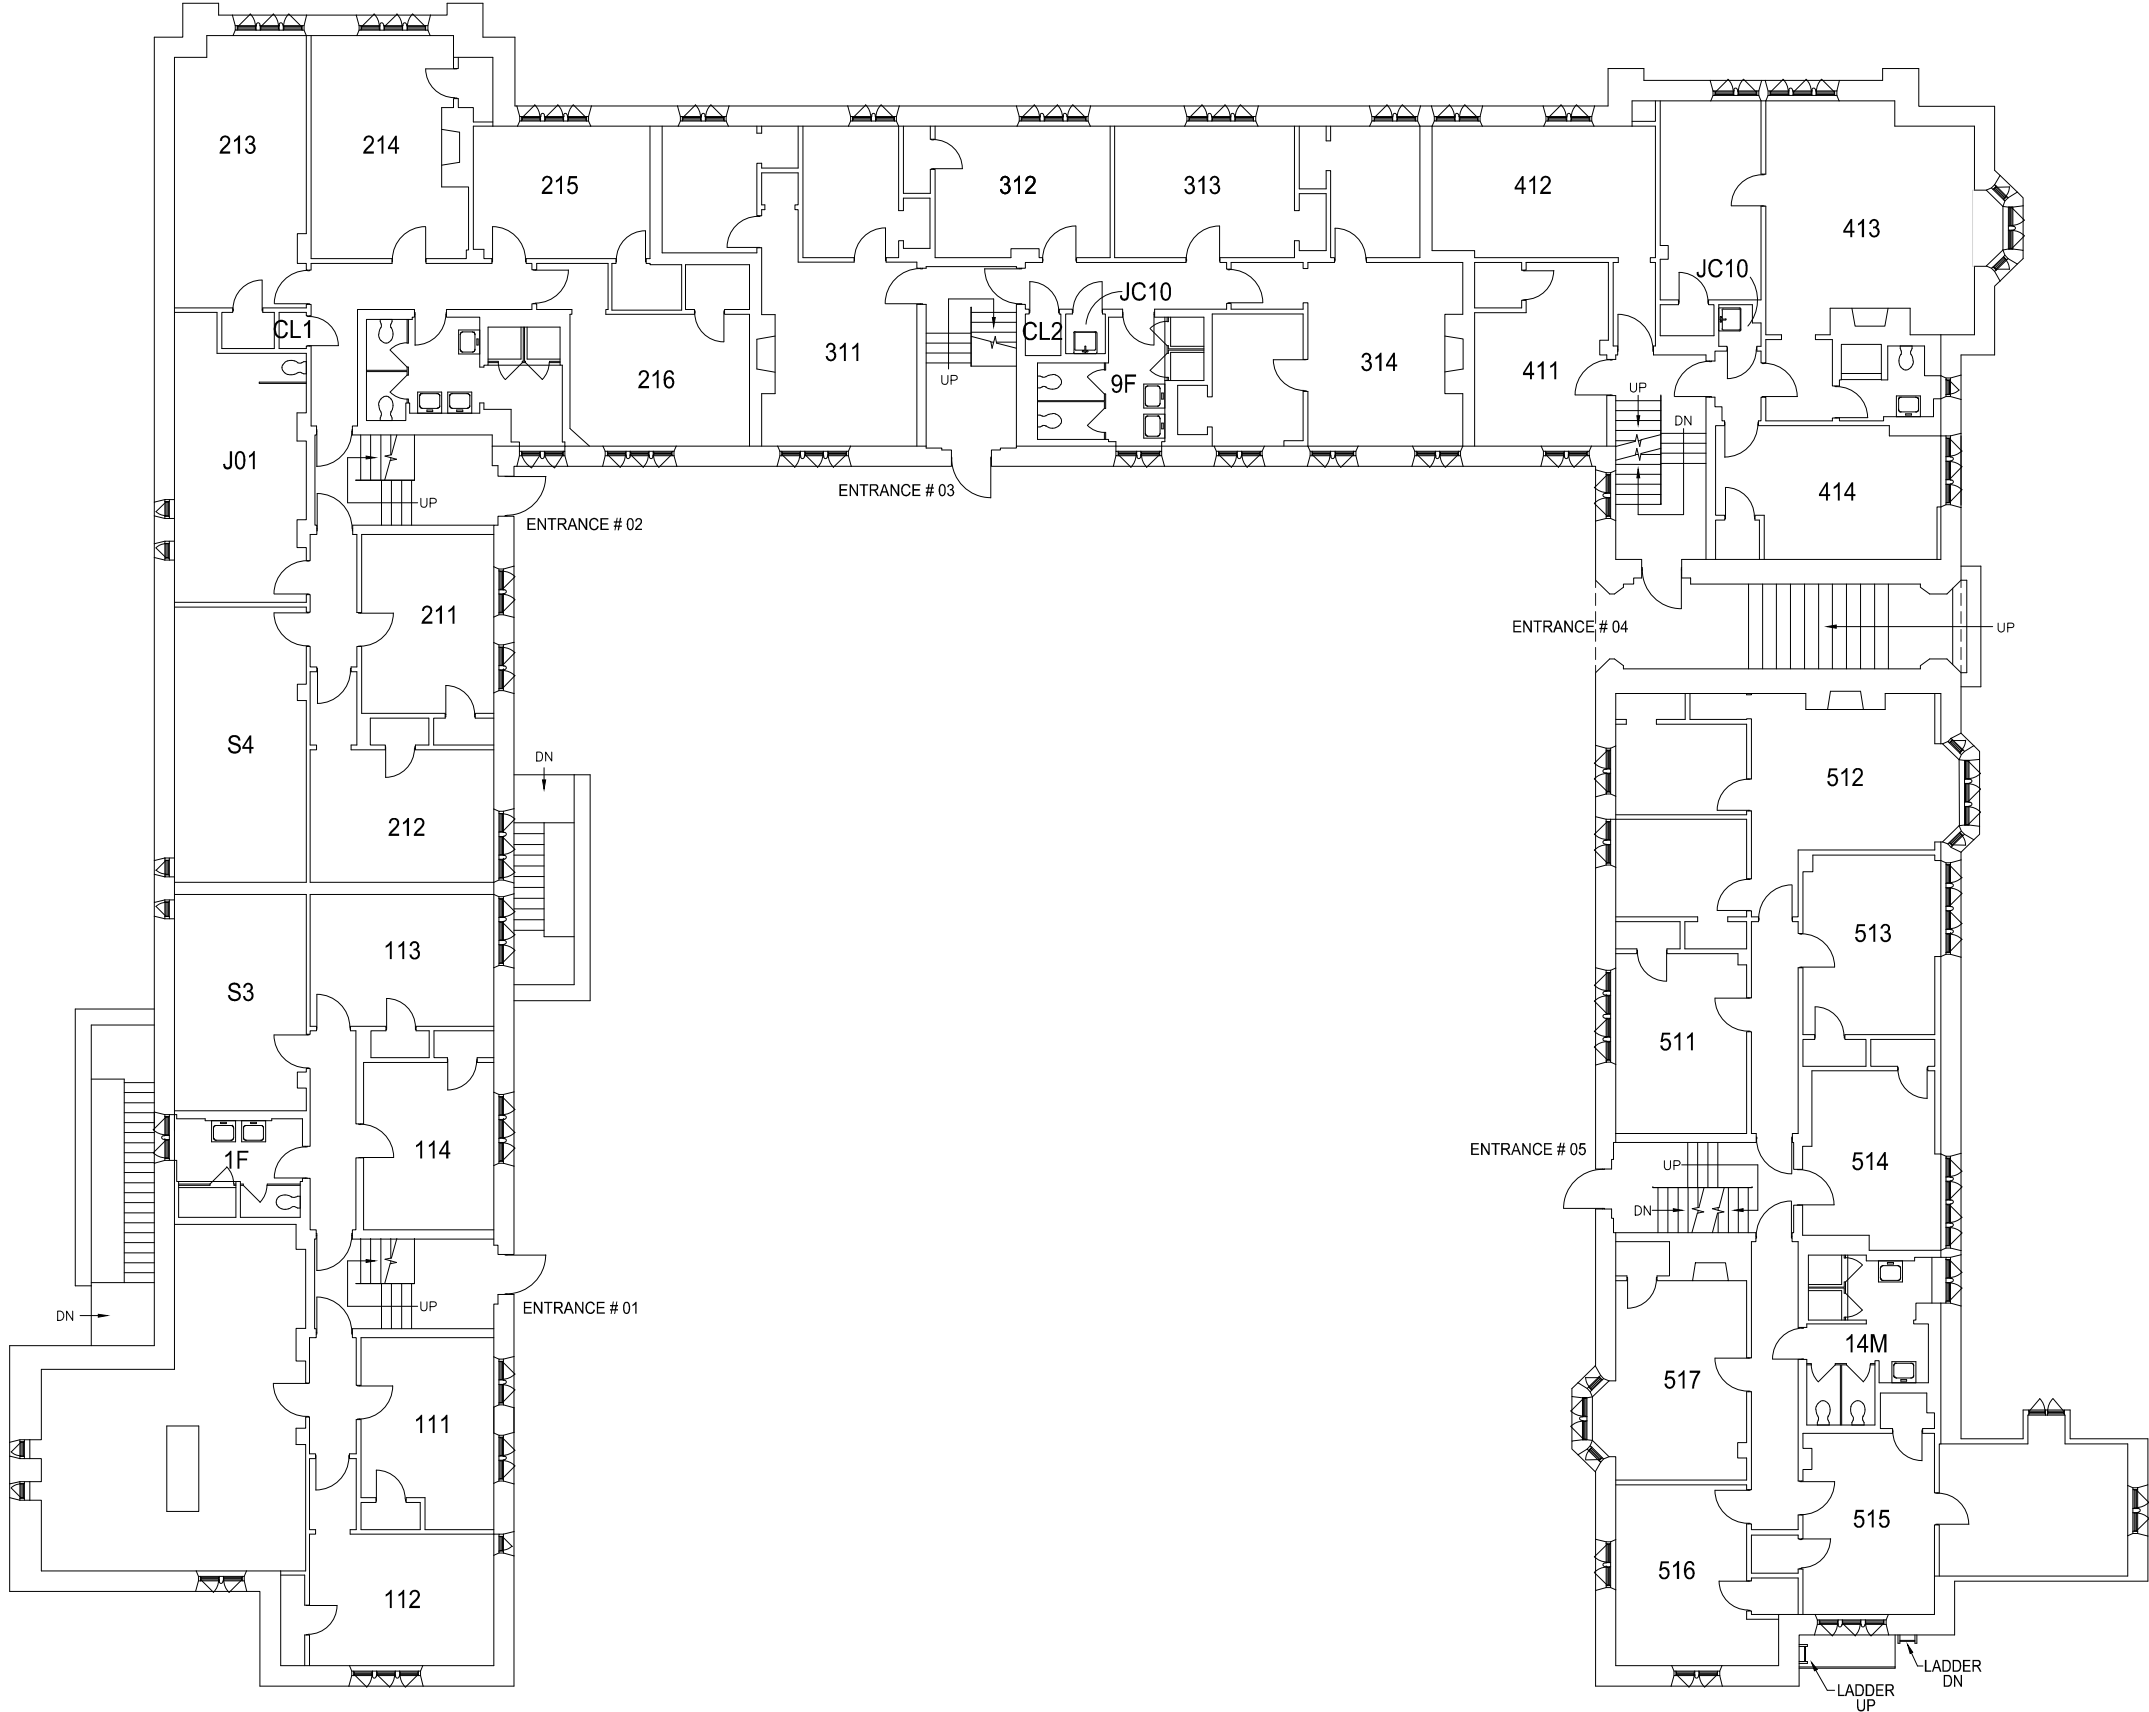 213
214
215
312
313
412
413
JC10
JC10
CL1
CL2
311
314
411
216
9F
UP
UP
DN
J01
414
UP
ENTRANCE # 03
ENTRANCE # 02
211
ENTRANCE # 04
UP
S4
DN
512
212
513
113
S3
511
114
ENTRANCE # 05
1F
UP
514
DN
UP
ENTRANCE # 01
DN
14M
517
111
515
516
112
LADDER
DN
LADDER
UP